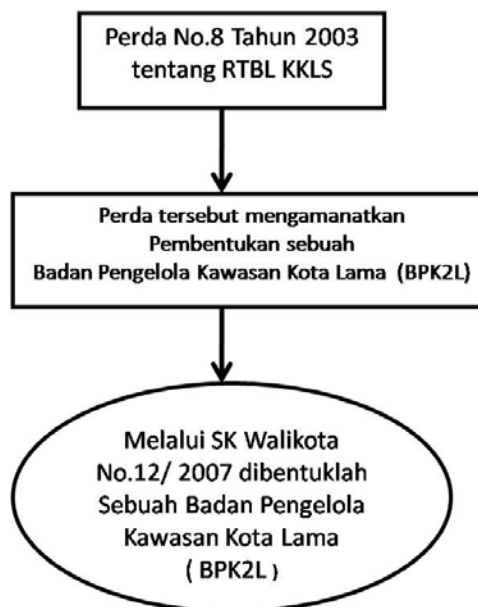 Perda No.8 Tahun 2003
tentang RTBL KKLS
Perda tersebut mengamanatkan
Pembentukan sebuah
Badan Pengelola Kawasan Kota Lama (BPK2L)
Melalui SK Walikota
No.12/ 2007 dibentuklah
Sebuah Badan Pengelola
Kawasan Kota Lama
( BPK2L )